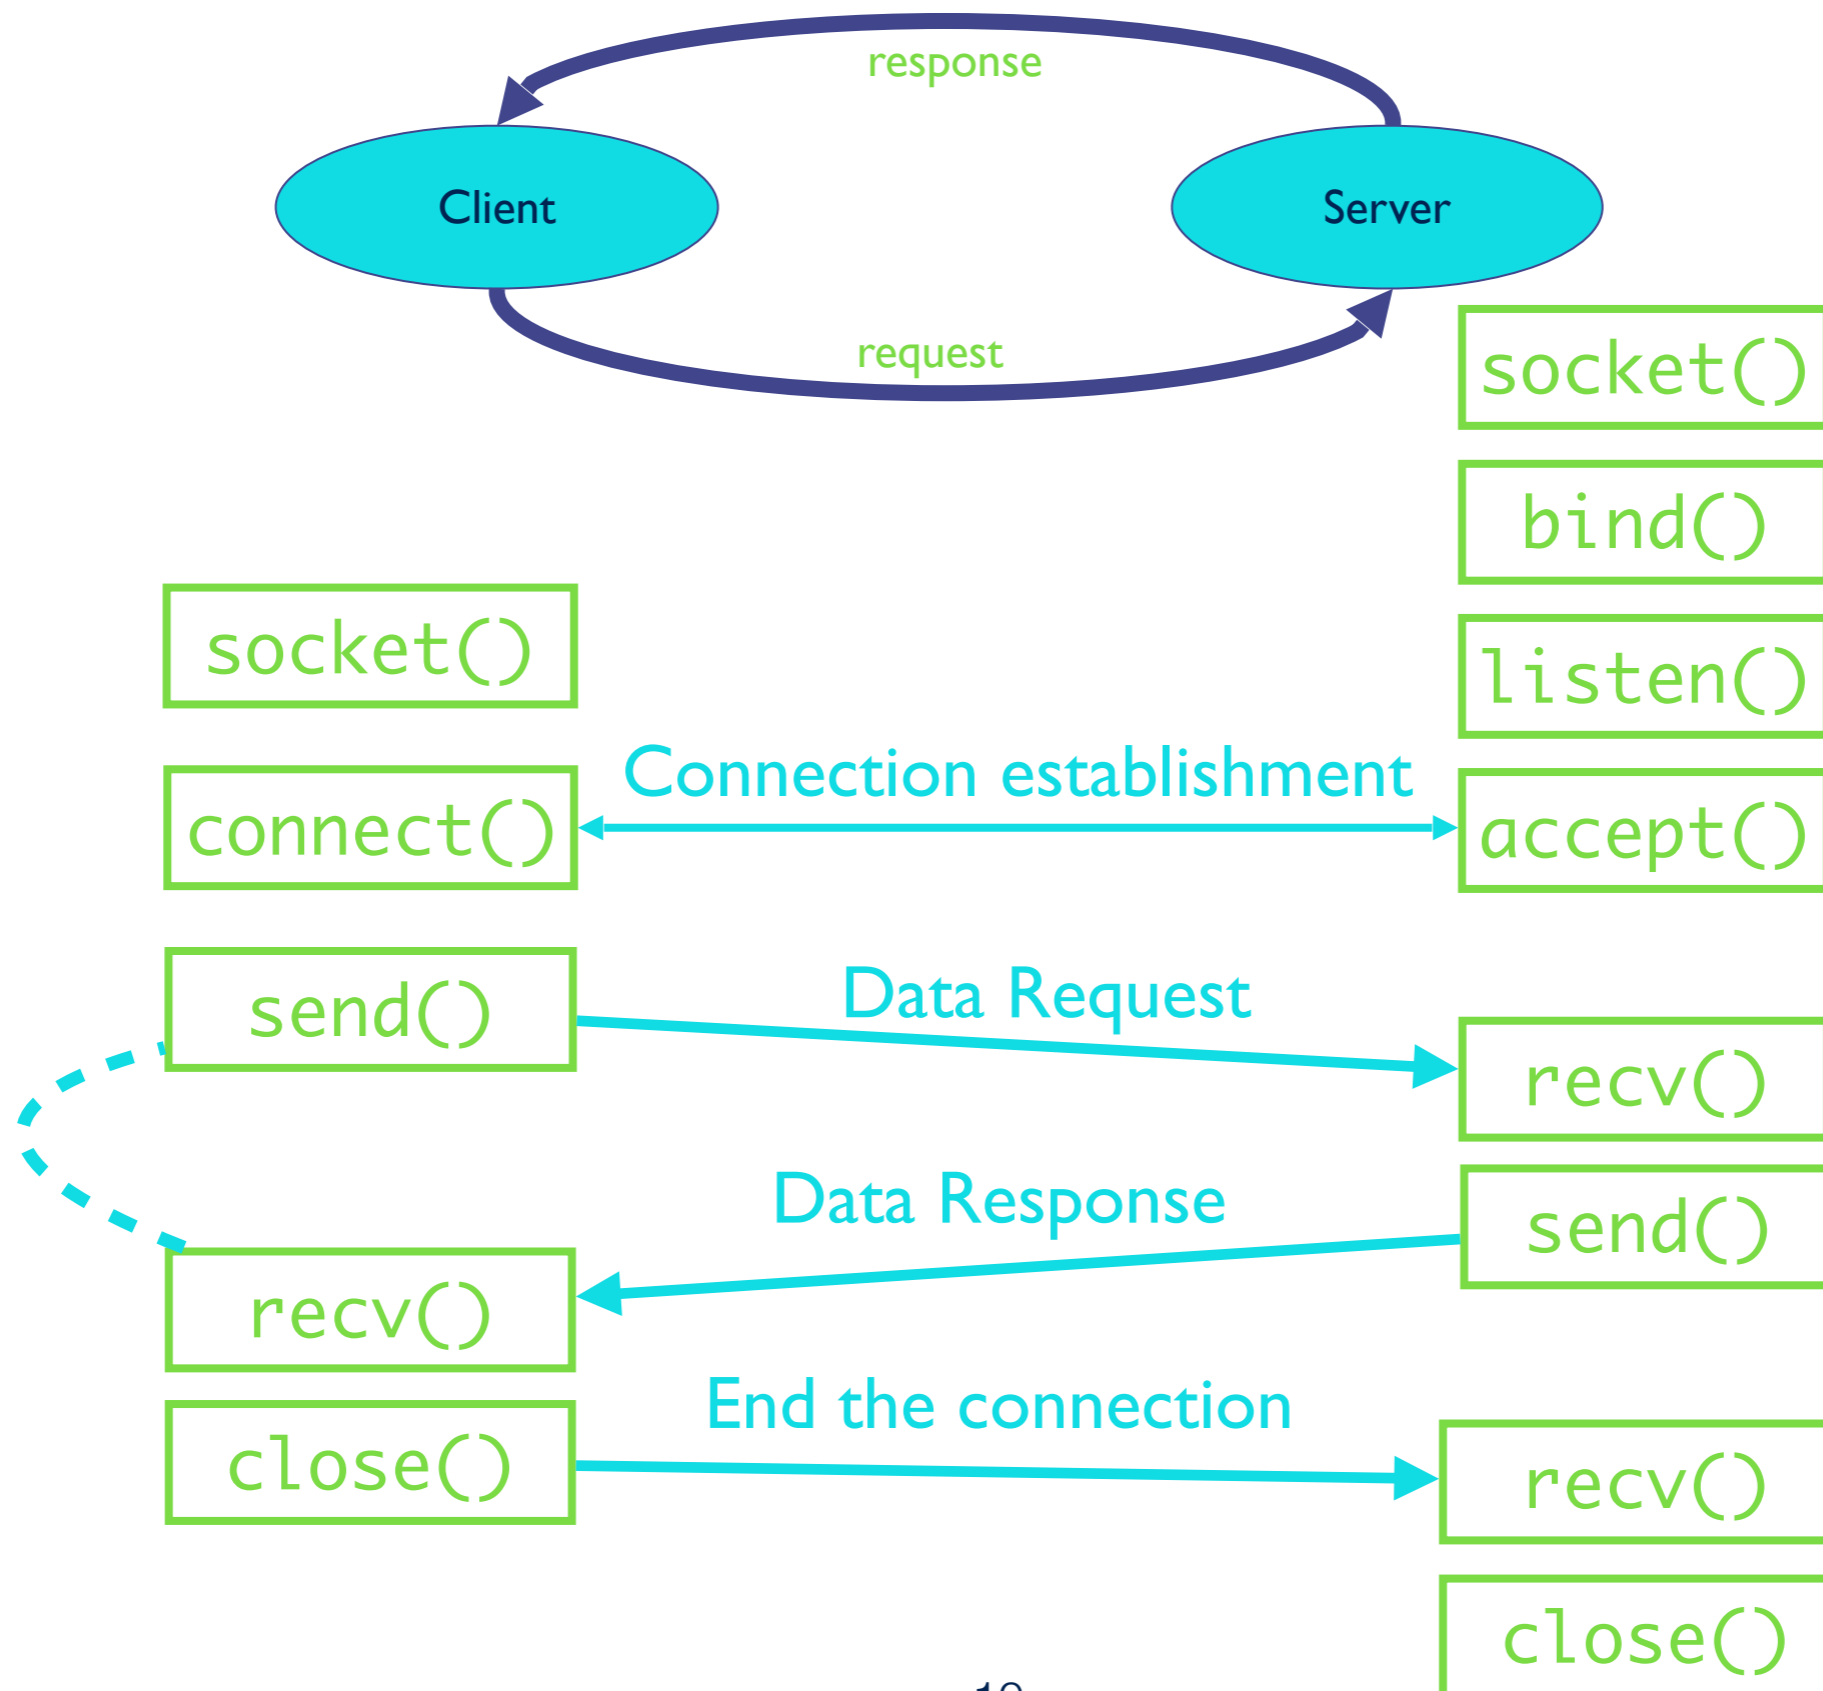 response
Client
Server
request
socket()
bind()
socket()
listen()
Connection establishment
connect()
accept()
Data Request
send()
recv()
Data Response
send()
recv()
End the connection
close()
recv()
close()